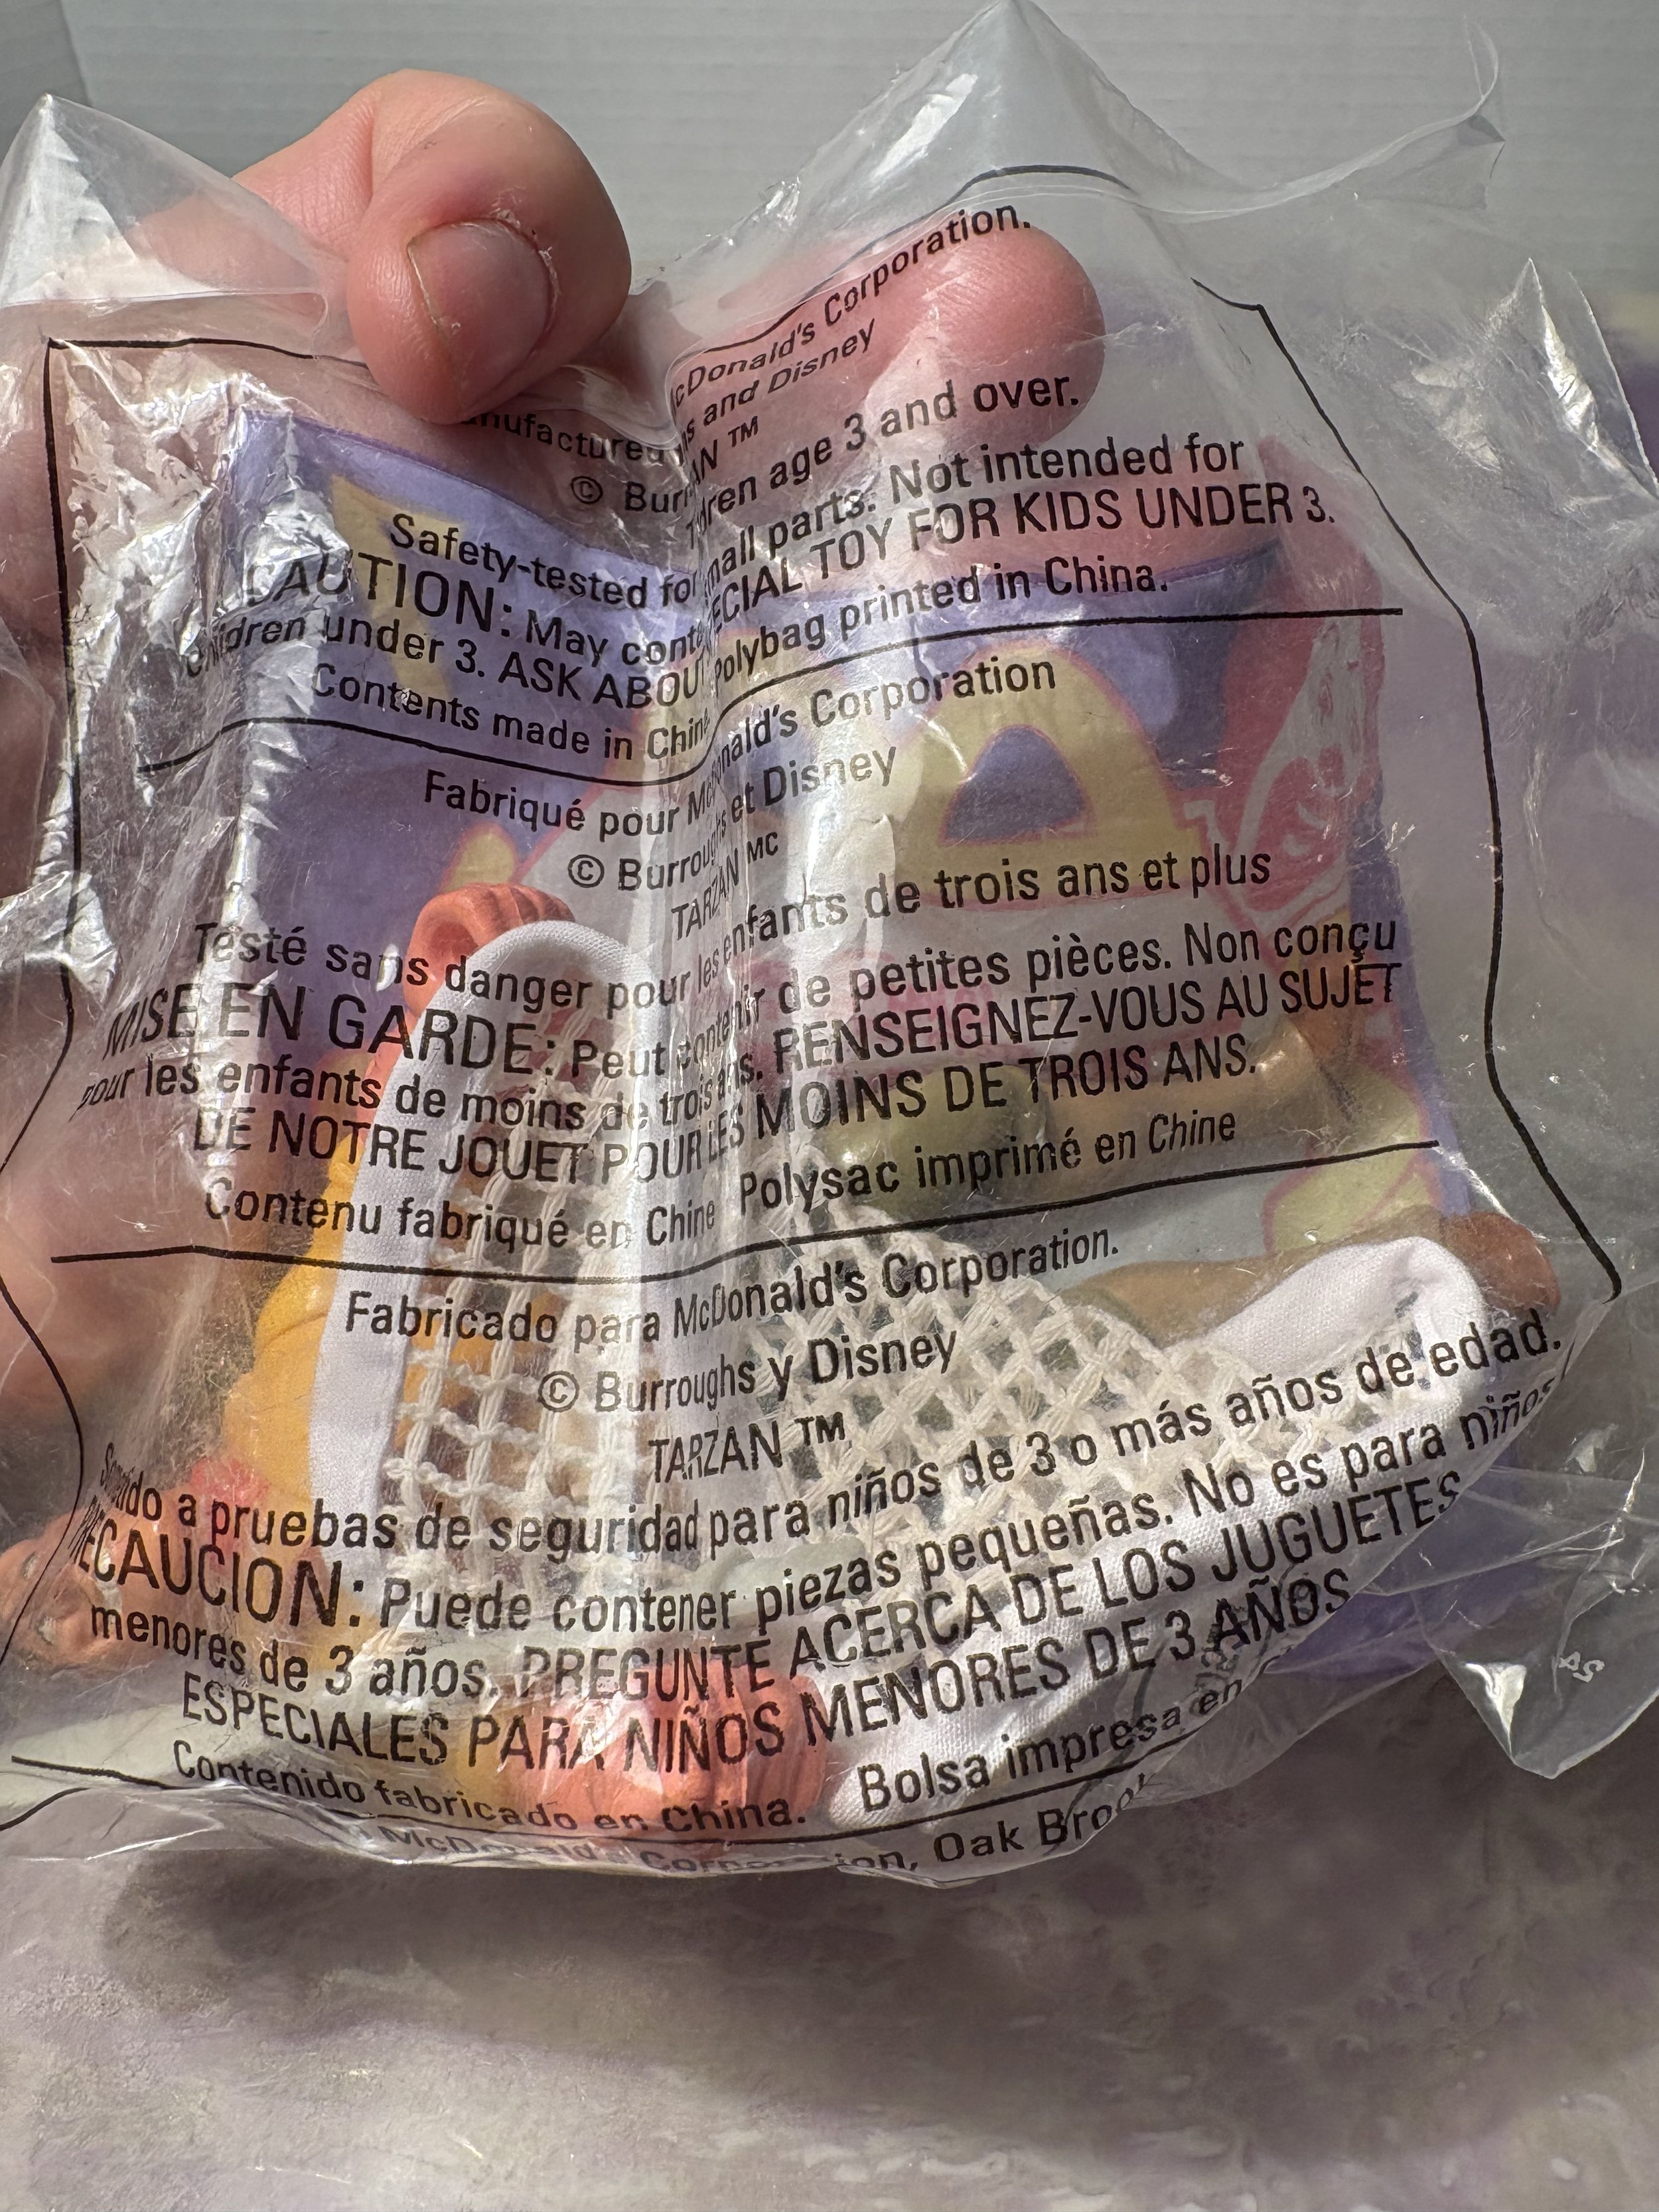 McDonald's Corporation.
© Burroughs and Disney
TARZAN ™
Safety-tested for children age 3 and over.
CAUTION: May contain small parts. Not intended for
children under 3. ASK ABOUT SPECIAL TOY FOR KIDS UNDER 3.
Contents made in China. Polybag printed in China.
Fabriqué pour McDonald's Corporation
© Burroughs et Disney
TARZAN MC
Testé sans danger pour les enfants de trois ans et plus
MISE EN GARDE: Peut contenir de petites pièces. Non conçu
pour les enfants de moins de trois ans. RENSEIGNEZ-VOUS AU SUJET
DE NOTRE JOUET POUR LES MOINS DE TROIS ANS.
Contenu fabriqué en Chine Polysac imprimé en Chine
Fabricado para McDonald's Corporation.
© Burroughs y Disney
TARZAN ™
a pruebas de seguridad para niños de 3 o más años de edad.
PRECAUCION: Puede contener piezas pequeñas. No es para niños
menores de 3 años. PREGUNTE ACERCA DE LOS JUGUETES
ESPECIALES PARA NIÑOS MENORES DE 3 AÑOS
Contenido fabricado en China. Bolsa impresa en
McDonald's Corporation, Oak Brook